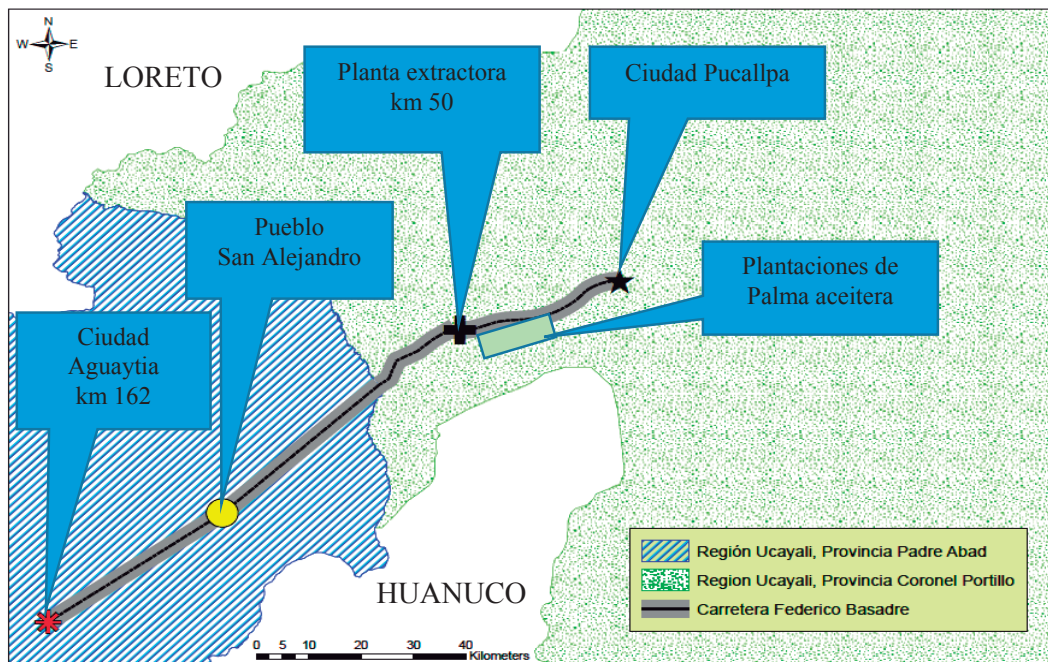 N
W E
S
LORETO
Planta extractora
km 50
Ciudad Pucallpa
Pueblo
San Alejandro
Plantaciones de
Palma aceitera
Ciudad
Aguaytia
km 162
HUANUCO
Región Ucayali, Provincia Padre Abad
Region Ucayali, Provincia Coronel Portillo
Carretera Federico Basadre
0 5 10 20 30 40
Kilometers